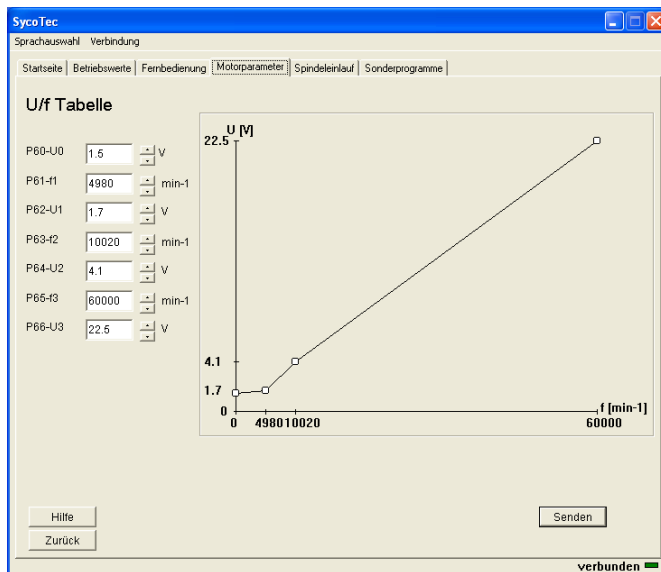 SycoTec
Sprachauswahl Verbindung
Startseite Betriebswerte Fernbedienung Motorparameter Spindeleinlauf Sonderprogramme
U/f Tabelle
P60-U0 1.5 V
P61-f1 4980 min-1
P62-U1 1.7 V
P63-f2 10020 min-1
P64-U2 4.1 V
P65-f3 60000 min-1
P66-U3 22.5 V
U [V]
22.5
4.1
1.7
0
f [min-1]
0 4980 10020 60000
Hilfe
Senden
Zurück
verbunden